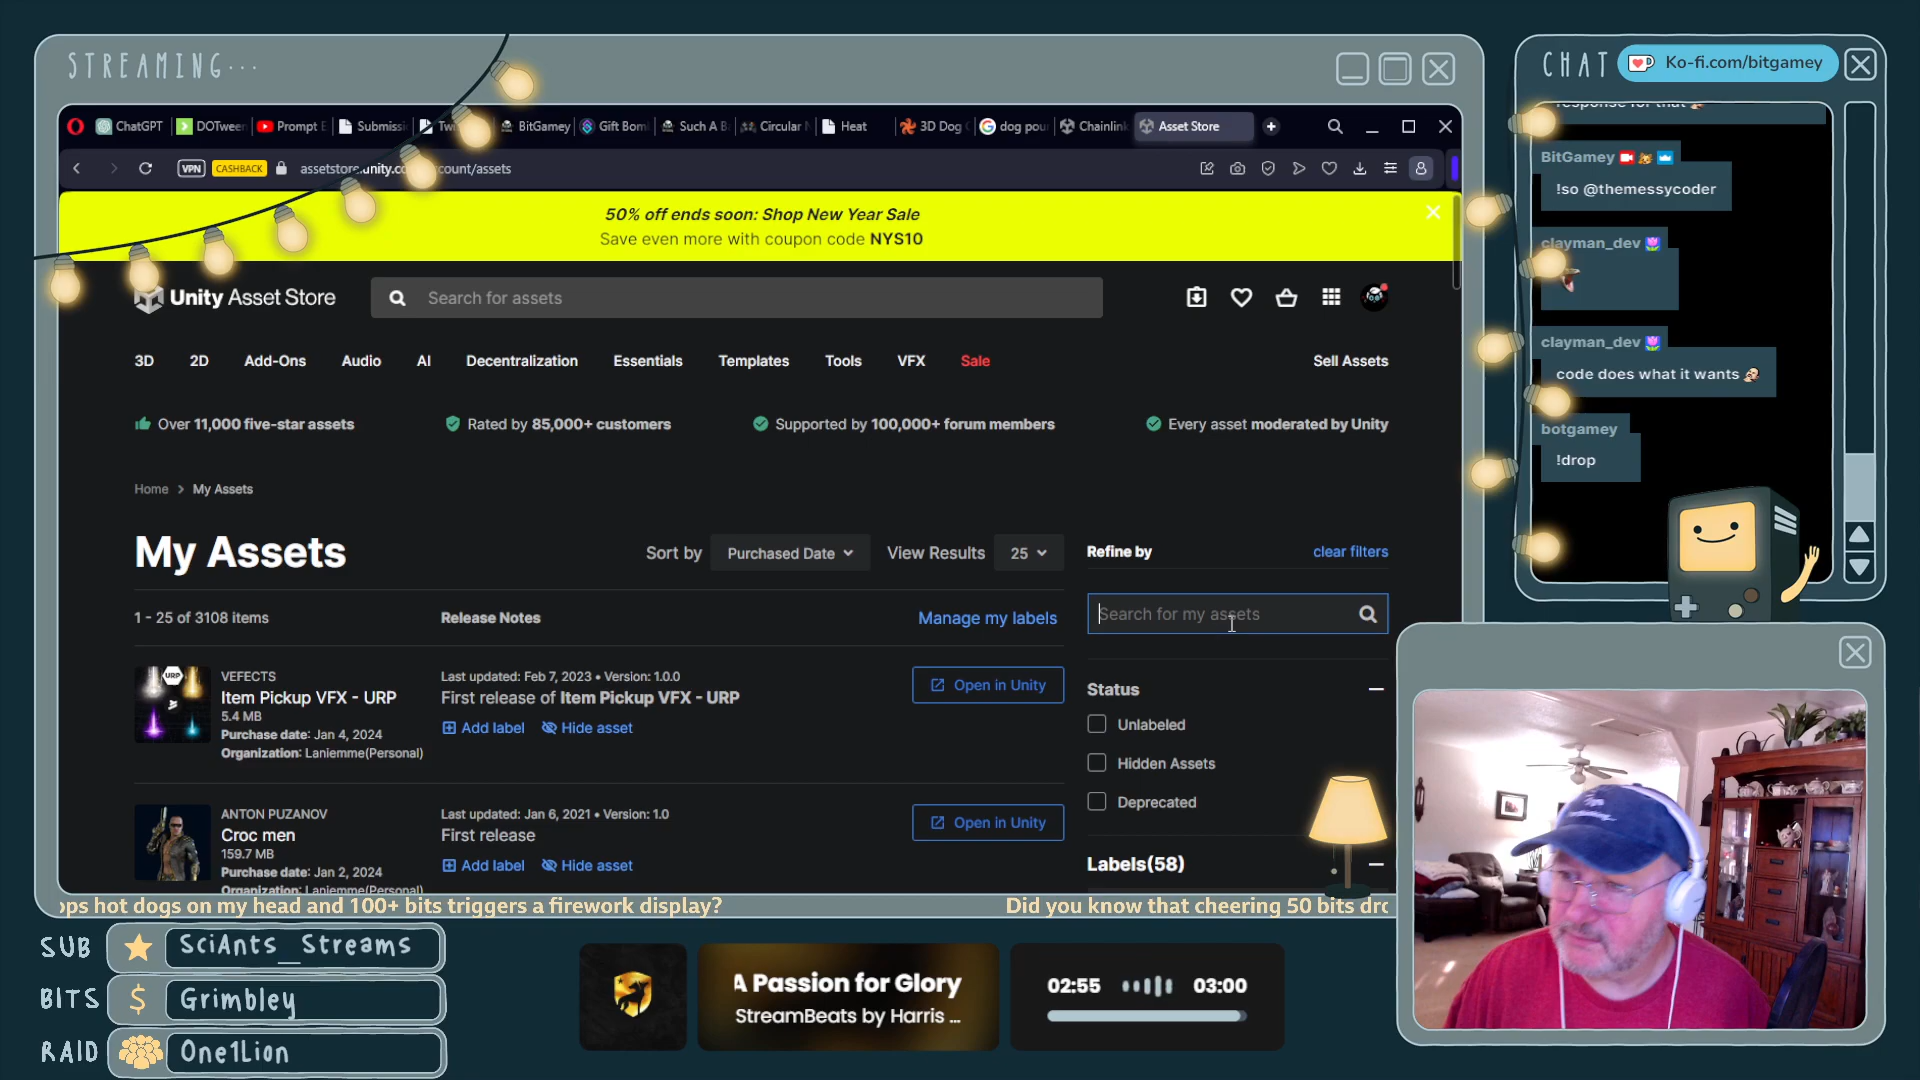 STREAMING...
CHAT
Ko-fi.com/bitgamey
ChatGPT
DOTween
Prompt E
Submissi
Twi
BitGamey
Gift Bom
Such A B
Circular
Heat
3D Dog
dog pou
Chainlin
Asset Store
VPN
CASHBACK
50% off ends soon: Shop New Year Sale
Save even more with coupon code NYS10
Unity Asset Store
Search for assets
3D
2D
Add-Ons
Audio
AI
Decentralization
Essentials
Templates
Tools
VFX
Sale
Sell Assets
Over 11,000 five-star assets
Rated by 85,000+ customers
Supported by 100,000+ forum members
Every asset moderated by Unity
Home > My Assets
My Assets
Sort by
Purchased Date
View Results
25
Refine by
clear filters
1 - 25 of 3108 items
Release Notes
Manage my labels
Search for my assets
URP
VEFECTS
Item Pickup VFX - URP
5.4 MB
Purchase date: Jan 4, 2024
Organization: Laniemme(Personal)
Last updated: Feb 7, 2023 • Version: 1.0.0
First release of Item Pickup VFX - URP
Add label
Hide asset
Open in Unity
Status
Unlabeled
Hidden Assets
Deprecated
Labels(58)
ANTON PUZANOV
Croc men
159.7 MB
Purchase date: Jan 2, 2024
Organization: Laniemme(Personal)
Last updated: Jan 6, 2021 • Version: 1.0
First release
Add label
Hide asset
Open in Unity
response for that
BitGamey
!so @themessycoder
clayman_dev
clayman_dev
code does what it wants
botgamey
!drop
ops hot dogs on my head and 100+ bits triggers a firework display?
Did you know that cheering 50 bits drc
SUB
SciAnts_Streams
BITS
$
Grimbley
RAID
One1Lion
A Passion for Glory
StreamBeats by Harris ...
02:55
03:00